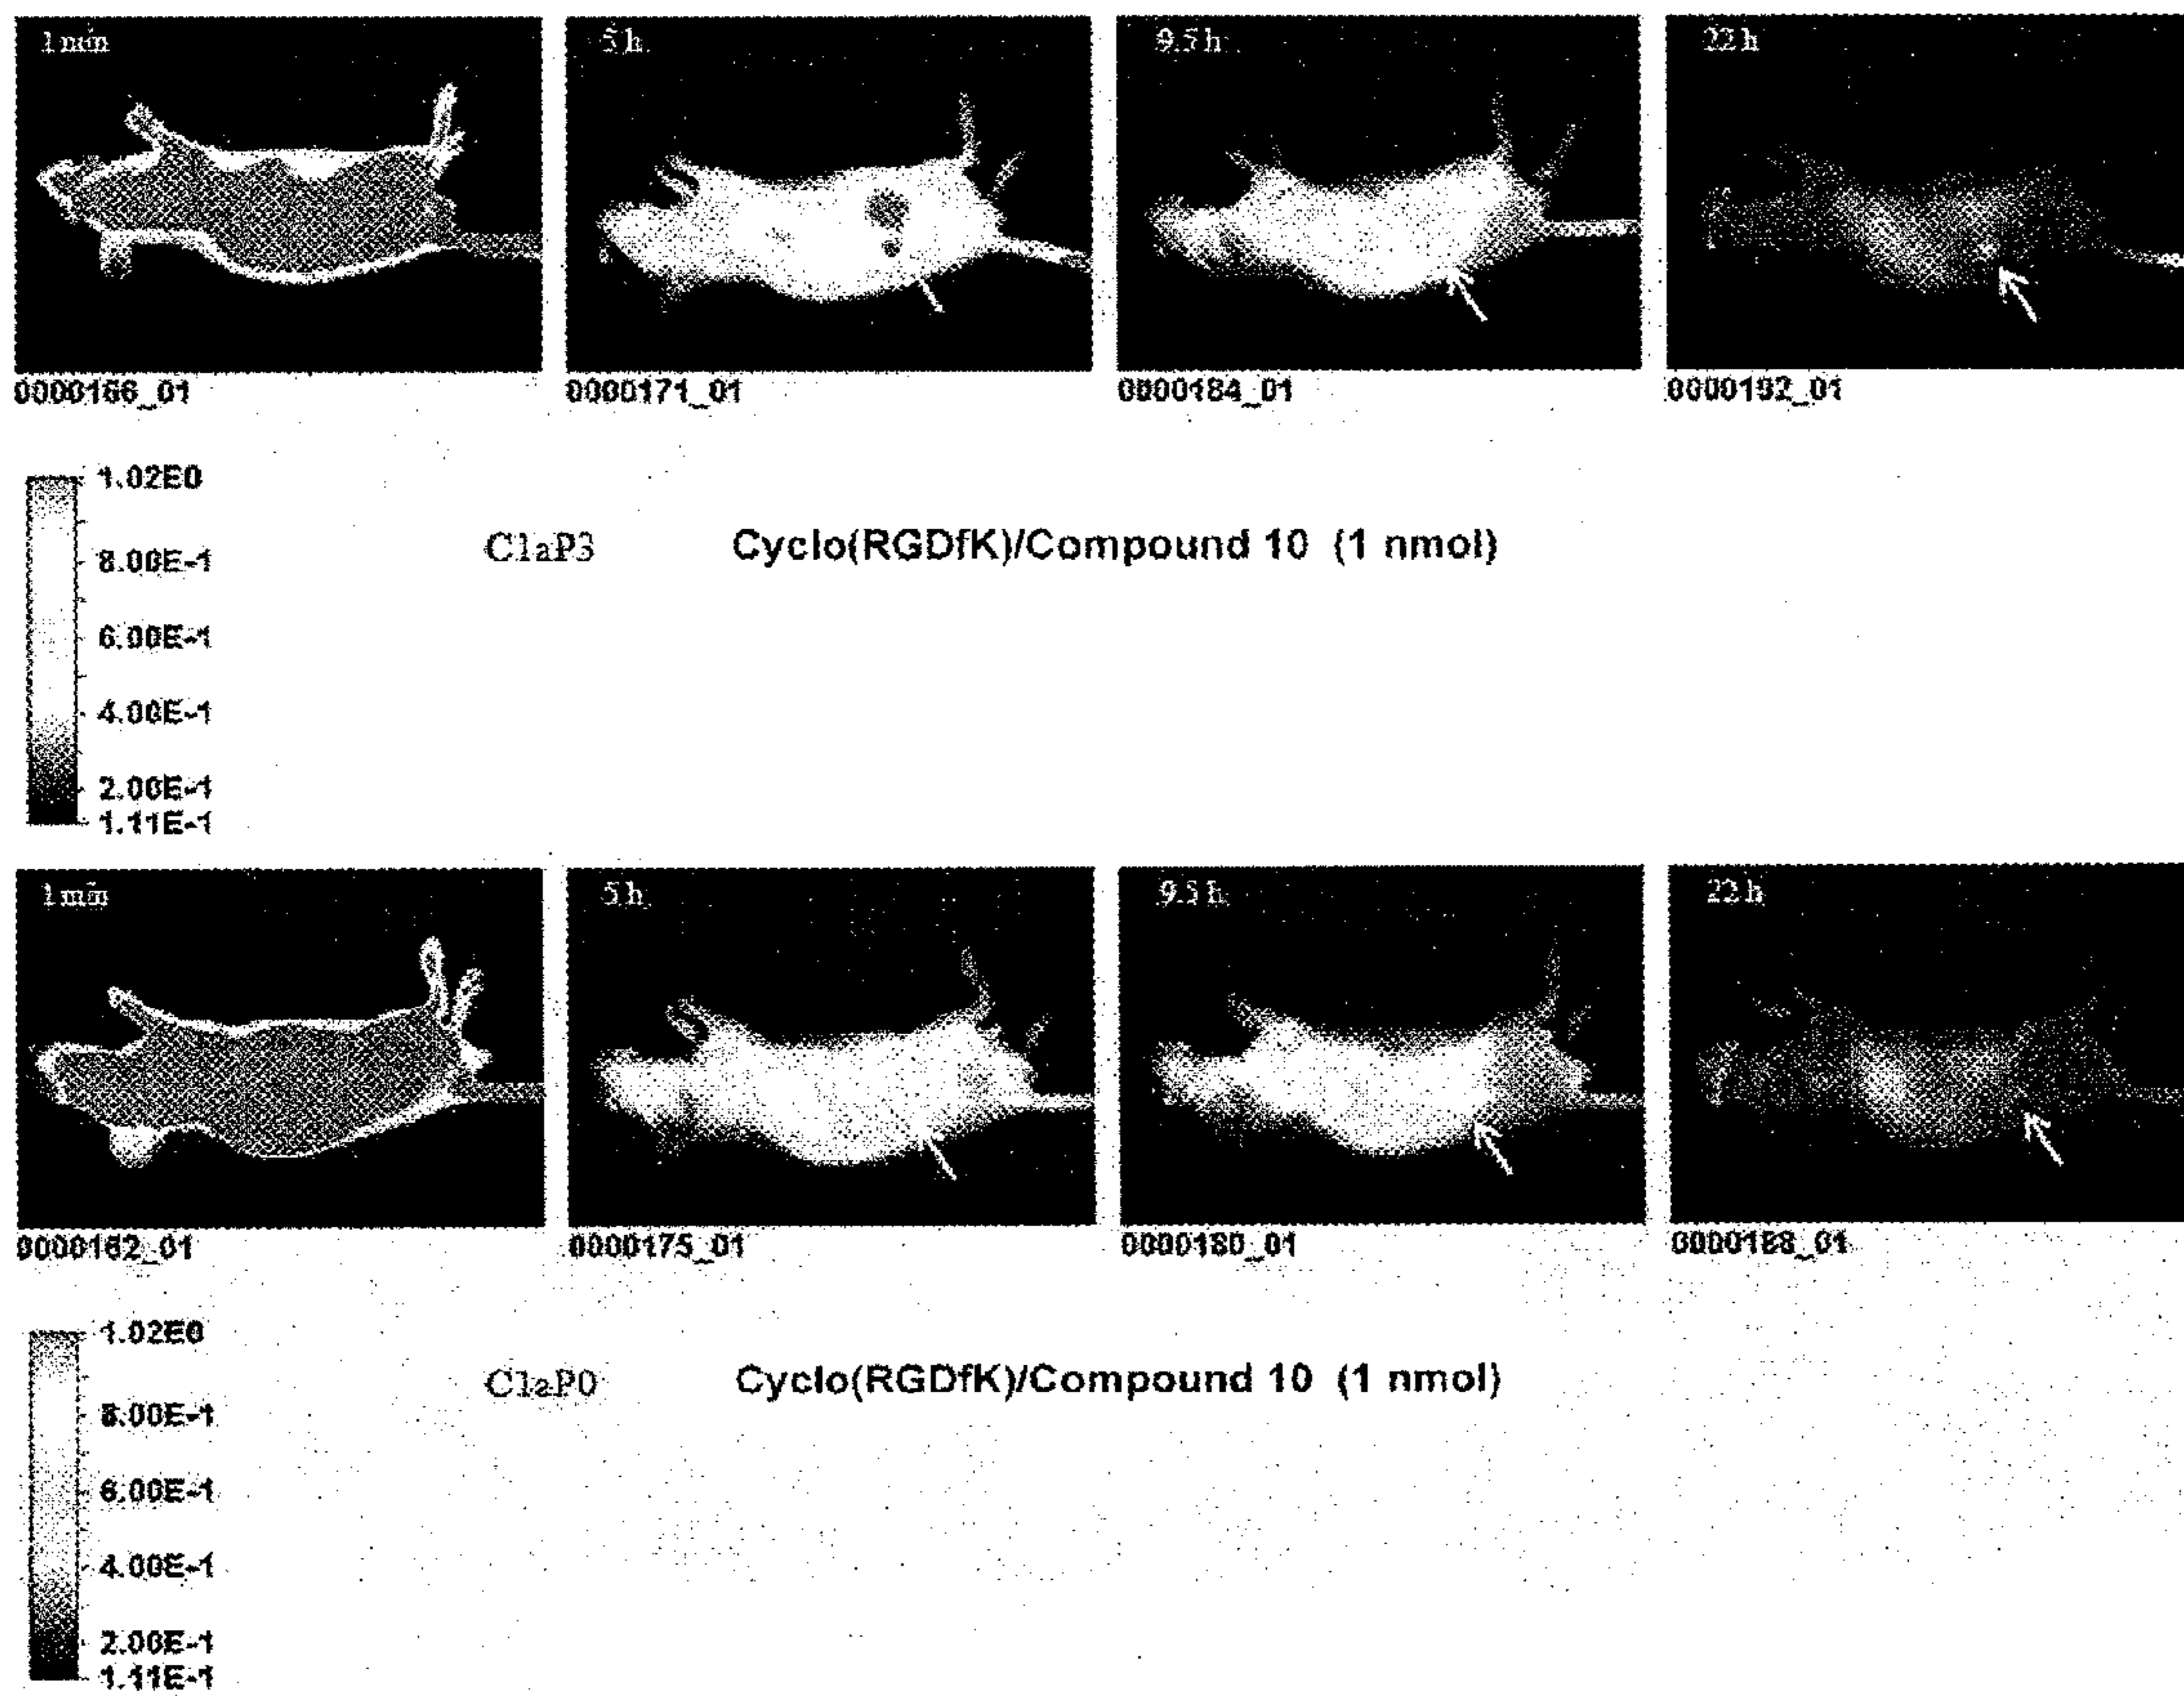 1 min
5 h
9.5 h
22 h
0000166_01
0000171_01
0000184_01
0000192_01
1.02E0
8.00E-1
6.00E-1
4.00E-1
2.00E-1
1.11E-1
C1aP3
Cyclo(RGDfK)/Compound 10 (1 nmol)
1 min
5 h
9.5 h
22 h
0000162_01
0000175_01
0000180_01
0000188_01
1.02E0
8.00E-1
6.00E-1
4.00E-1
2.00E-1
1.11E-1
C1aP0
Cyclo(RGDfK)/Compound 10 (1 nmol)